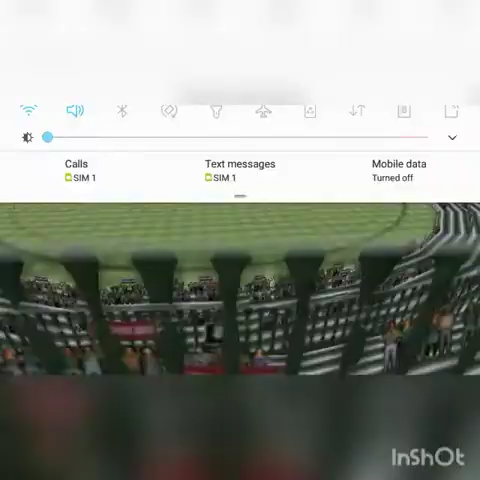 Calls
Text messages
Mobile data
SIM 1
SIM 1
Turned off
InShOt